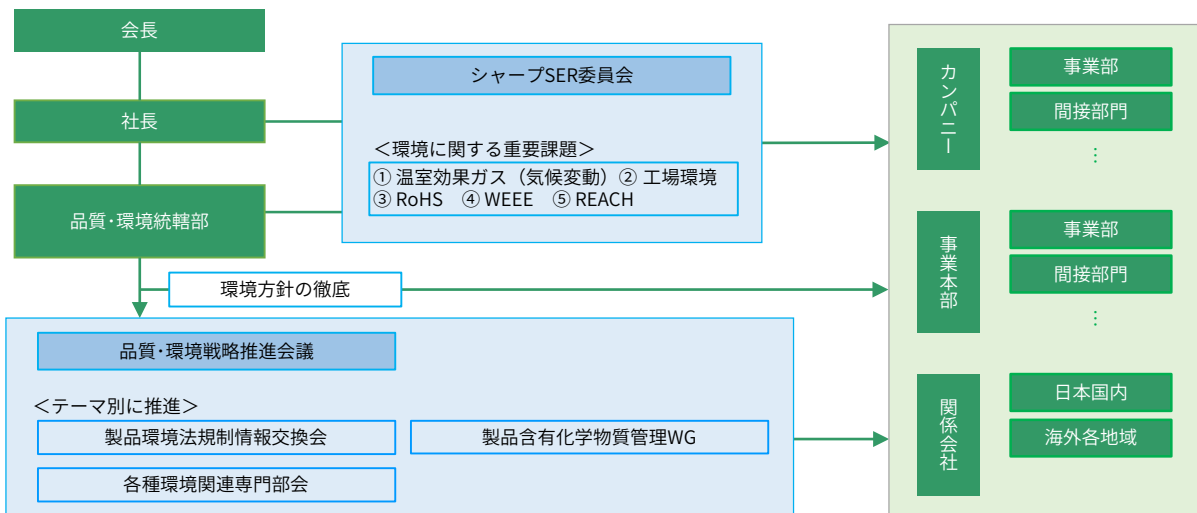 会長
社長
品質・環境統轄部
シャープSER委員会
＜環境に関する重要課題＞
① 温室効果ガス（気候変動）② 工場環境
③ RoHS　④ WEEE　⑤ REACH
環境方針の徹底
品質・環境戦略推進会議
＜テーマ別に推進＞
製品環境法規制情報交換会
製品含有化学物質管理WG
各種環境関連専門部会
カンパニー
事業部
間接部門
…
事業本部
事業部
間接部門
…
関係会社
日本国内
海外各地域